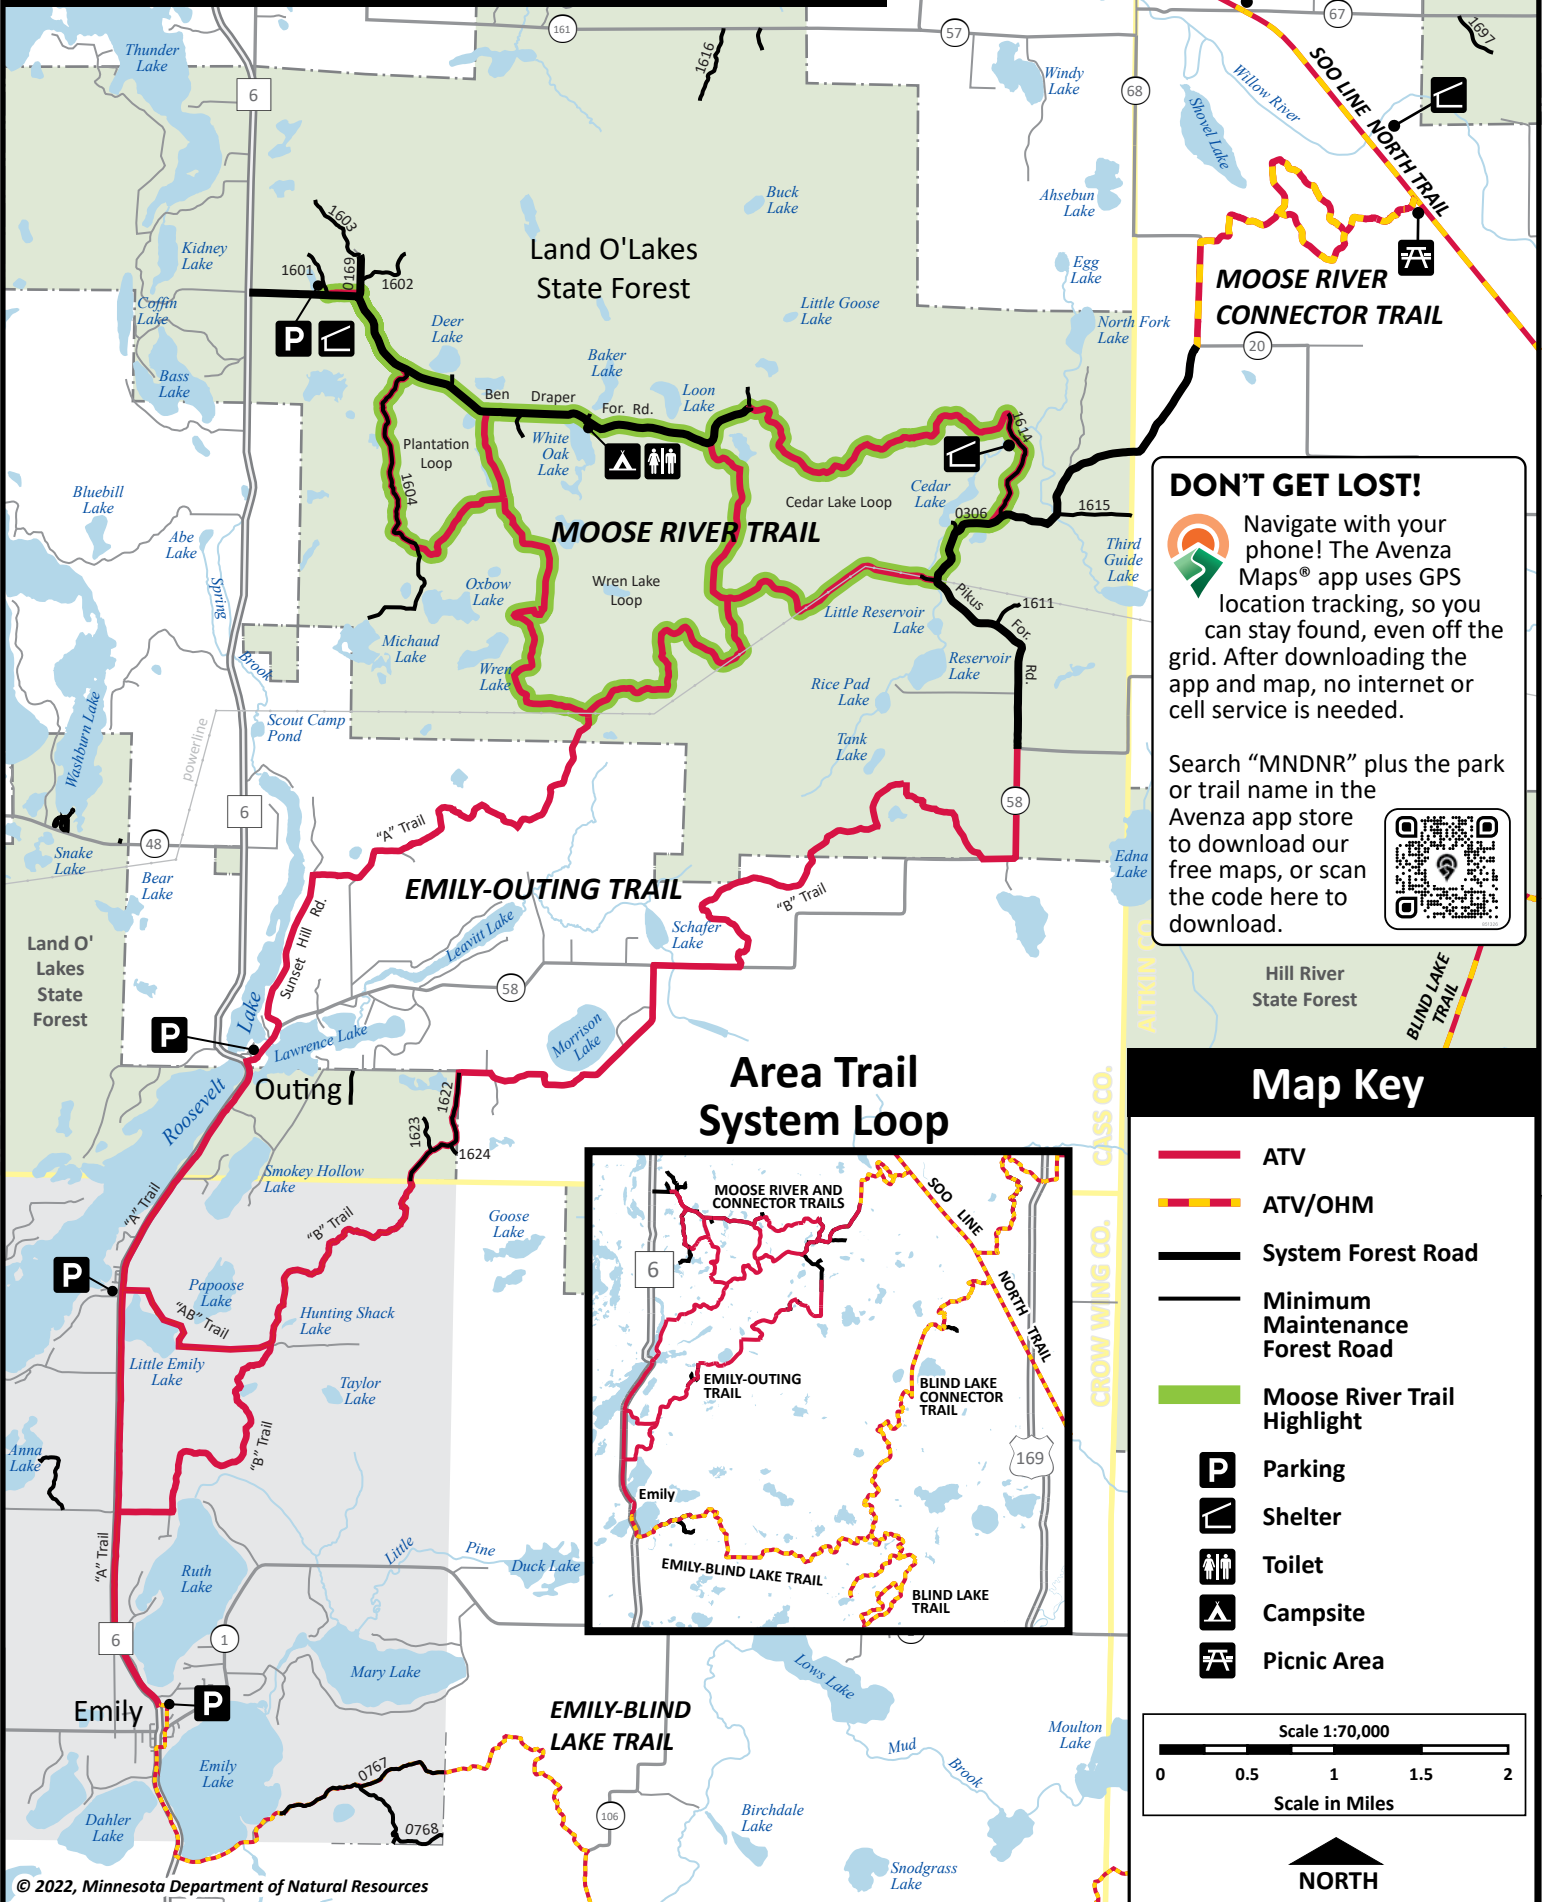 161
57
67
1697
Thunder
Lake
1616
6
Windy
Lake
68
SOO LINE NORTH TRAIL
Willow River
Shovel Lake
Buck
Lake
Ahsebun
Lake
1603
Kidney
Lake
Land O'Lakes
State Forest
1601
0169
1602
Egg
Lake
MOOSE RIVER
CONNECTOR TRAIL
Coffin
Lake
Little Goose
Lake
P
Deer
Lake
North Fork
Lake
20
Baker
Lake
Bass
Lake
Loon
Lake
Ben Draper For. Rd.
1614
Plantation
Loop
White
Oak
Lake
1604
Cedar
Lake
Cedar Lake Loop
0306
1615
MOOSE RIVER TRAIL
Bluebill
Lake
Abe
Lake
Third
Guide
Lake
Spring
Brook
Oxbow
Lake
Wren Lake
Loop
Pikus For. Rd.
1611
Little Reservoir
Lake
Michaud
Lake
Wren
Lake
Reservoir
Lake
Rice Pad
Lake
Washburn Lake
powerline
Scout Camp
Pond
Tank
Lake
6
58
48
"A" Trail
Snake
Lake
Bear
Lake
EMILY-OUTING TRAIL
Edna
Lake
"B" Trail
Sunset Hill Rd.
Leavitt Lake
Schafer
Lake
Land O'
Lakes
State
Forest
58
AITKIN CO.
Hill River
State Forest
BLIND LAKE
TRAIL
P
Lake
Lawrence Lake
Morrison
Lake
Roosevelt
Outing
1622
1623
1624
CASS CO.
CROW WING CO.
Smokey Hollow
Lake
"A" Trail
"B" Trail
Goose
Lake
P
Papoose
Lake
"AB" Trail
Hunting Shack
Lake
Little Emily
Lake
Taylor
Lake
Anna
Lake
"B" Trail
"A" Trail
Little Pine
Duck Lake
Ruth
Lake
6
1
Mary Lake
Emily
P
Emily
Lake
Dahler
Lake
0767
0768
EMILY-BLIND
LAKE TRAIL
Lows Lake
Mud
Brook
Moulton
Lake
106
Birchdale
Lake
Snodgrass
Lake
© 2022, Minnesota Department of Natural Resources
DON'T GET LOST!
Navigate with your
phone! The Avenza
Maps® app uses GPS
location tracking, so you
can stay found, even off the
grid. After downloading the
app and map, no internet or
cell service is needed.
Search “MNDNR” plus the park
or trail name in the
Avenza app store
to download our
free maps, or scan
the code here to
download.
Area Trail
System Loop
MOOSE RIVER AND
CONNECTOR TRAILS
SOO LINE
NORTH TRAIL
6
EMILY-OUTING
TRAIL
BLIND LAKE
CONNECTOR
TRAIL
169
Emily
EMILY-BLIND LAKE TRAIL
BLIND LAKE
TRAIL
Map Key
ATV
ATV/OHM
System Forest Road
Minimum
Maintenance
Forest Road
Moose River Trail
Highlight
P Parking
Shelter
Toilet
Campsite
Picnic Area
Scale 1:70,000
0 0.5 1 1.5 2
Scale in Miles
NORTH